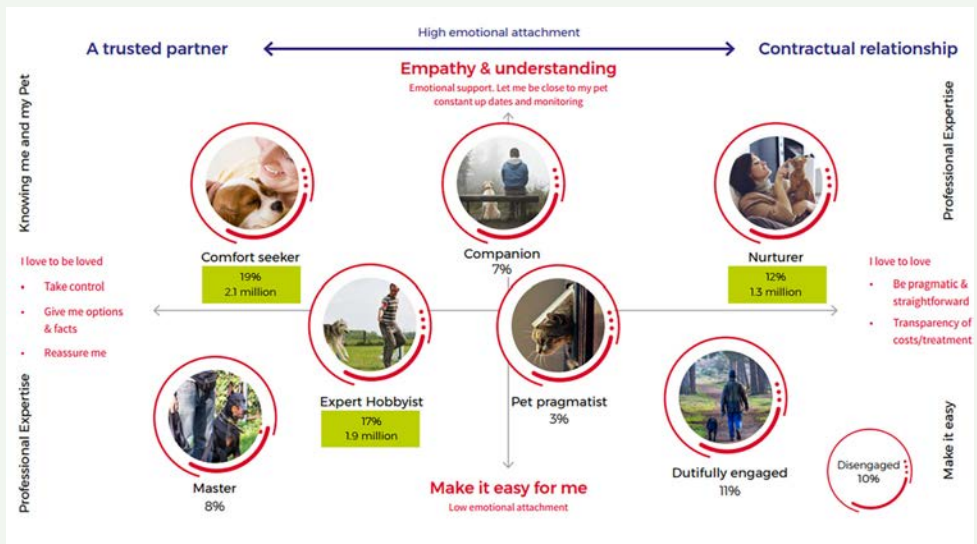 High emotional attachment
A trusted partner
Contractual relationship
Empathy & understanding
Emotional support. Let me be close to my pet
constant up dates and monitoring
Knowing me and my Pet
Professional Expertise
Comfort seeker
19%
2.1 million
Companion
7%
Nurturer
12%
1.3 million
I love to be loved
• Take control
• Give me options
& facts
• Reassure me
I love to love
• Be pragmatic &
straightforward
• Transparency of
costs/treatment
Professional Expertise
Make it easy
Expert Hobbyist
17%
1.9 million
Pet pragmatist
3%
Master
8%
Dutifully engaged
11%
Disengaged
10%
Make it easy for me
Low emotional attachment